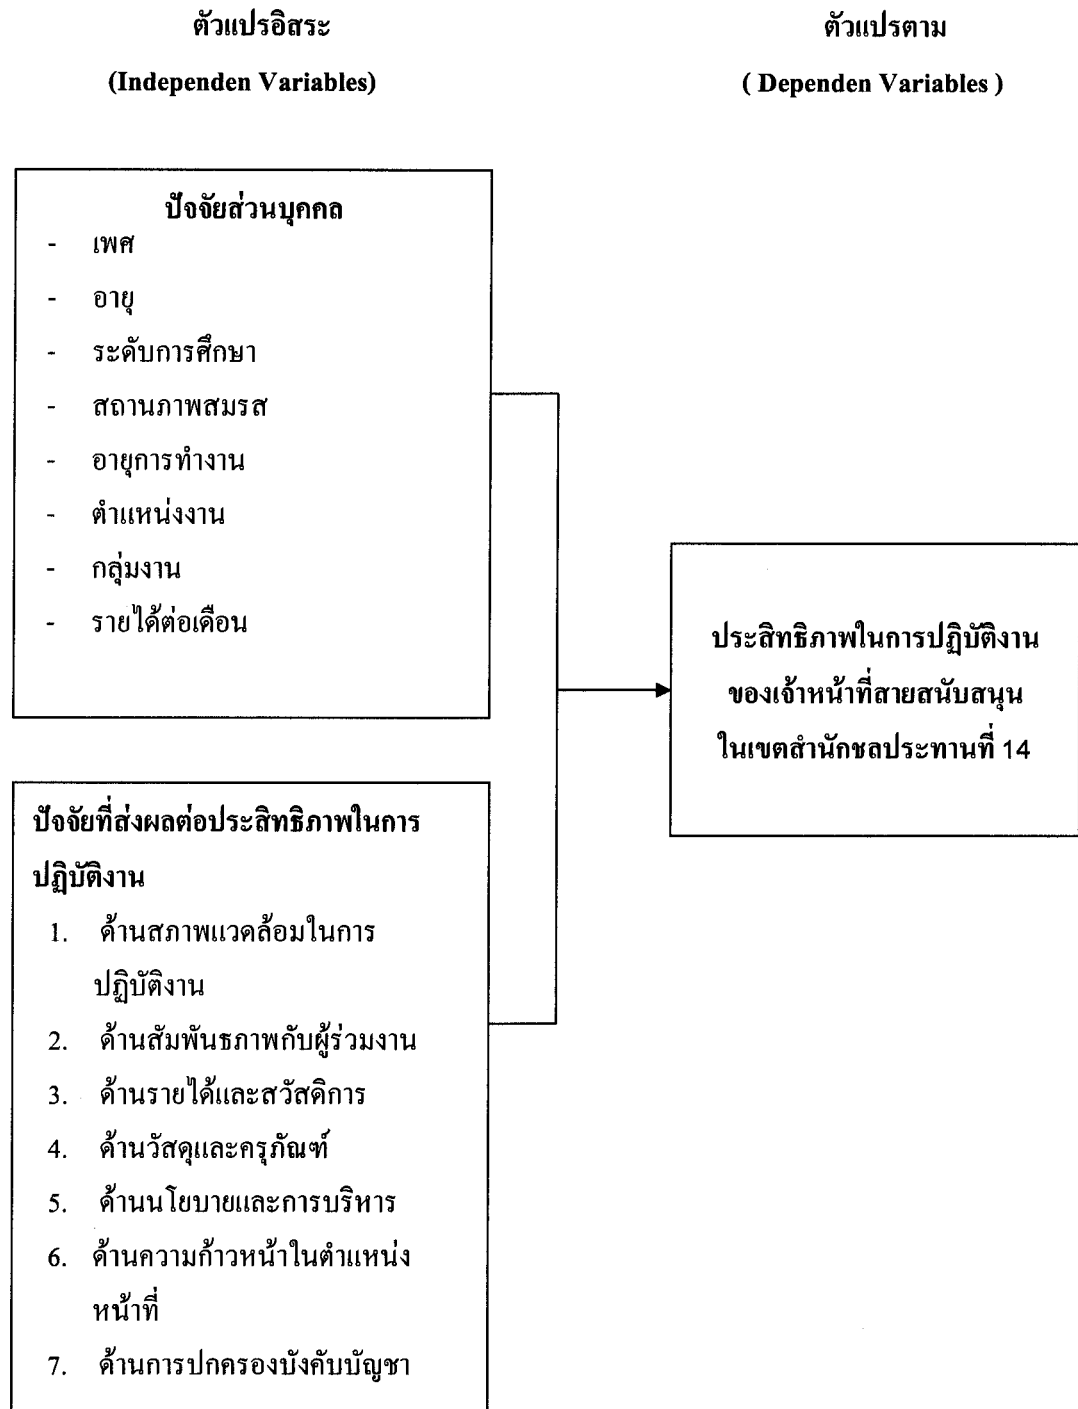 ตัวแปรอิสระ
(Independen Variables)
ตัวแปรตาม
( Dependen Variables )
ปัจจัยส่วนบุคคล
- เพศ
- อายุ
- ระดับการศึกษา
- สถานภาพสมรส
- อายุการทำงาน
- ตำแหน่งงาน
- กลุ่มงาน
- รายได้ต่อเดือน
ปัจจัยที่ส่งผลต่อประสิทธิภาพในการ
ปฏิบัติงาน
1. ด้านสภาพแวดล้อมในการ
ปฏิบัติงาน
2. ด้านสัมพันธภาพกับผู้ร่วมงาน
3. ด้านรายได้และสวัสดิการ
4. ด้านวัสดุและครุภัณฑ์
5. ด้านนโยบายและการบริหาร
6. ด้านความก้าวหน้าในตำแหน่ง
หน้าที่
7. ด้านการปกครองบังคับบัญชา
ประสิทธิภาพในการปฏิบัติงาน
ของเจ้าหน้าที่สายสนับสนุน
ในเขตสำนักชลประทานที่ 14